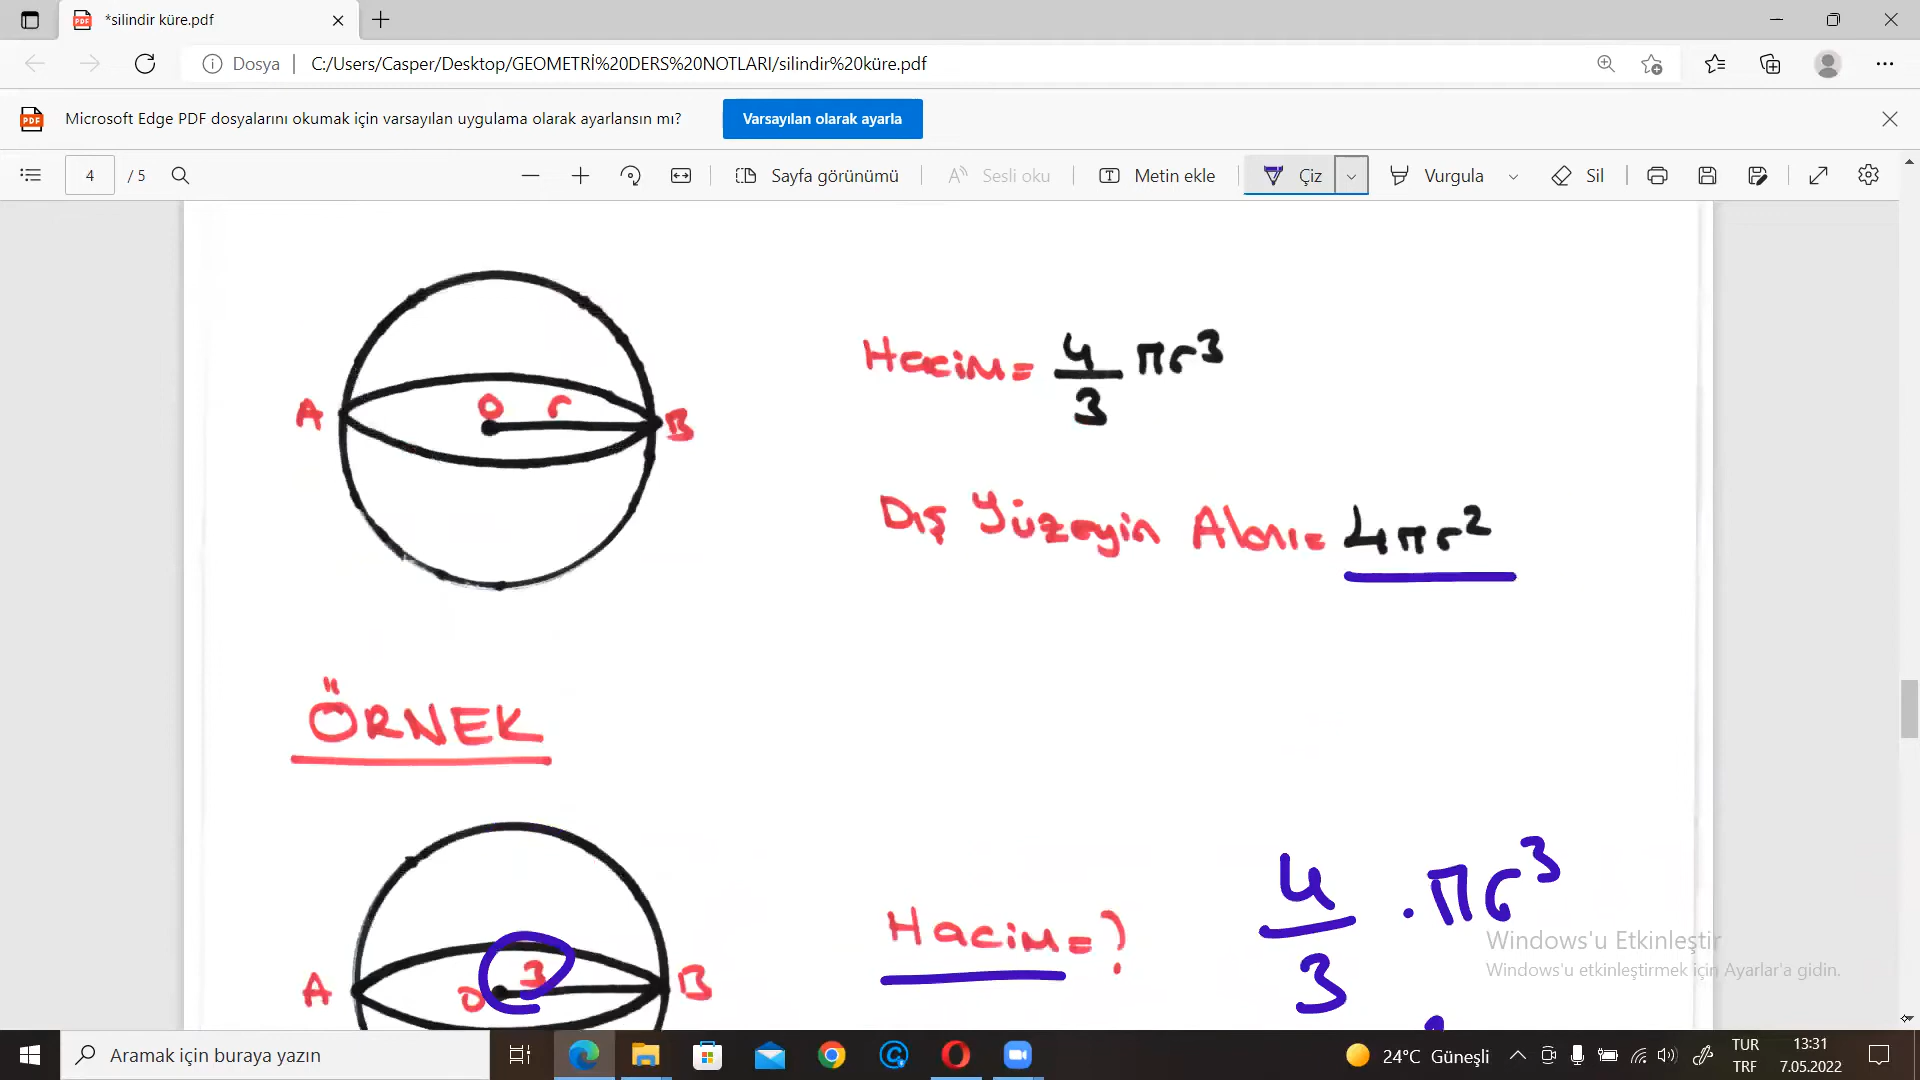 *silindir küre.pdf
Dosya
C:/Users/Casper/Desktop/GEOMETRİ%20DERS%20NOTLARI/silindir%20küre.pdf
Microsoft Edge PDF dosyalarını okumak için varsayılan uygulama olarak ayarlansın mı?
Varsayılan olarak ayarla
4 / 5
Sayfa görünümü
Sesli oku
Metin ekle
Çiz
Vurgula
Sil
A O r B
Hacim = 4/3 πr³
Dış Yüzeyin Alanı = 4πr²
ÖRNEK
A O 3 B
Hacim = ?
4/3 . πr³
Windows'u Etkinleştir
Windows'u etkinleştirmek için Ayarlar'a gidin.
Aramak için buraya yazın
24°C Güneşli
TUR
TRF
13:31
7.05.2022